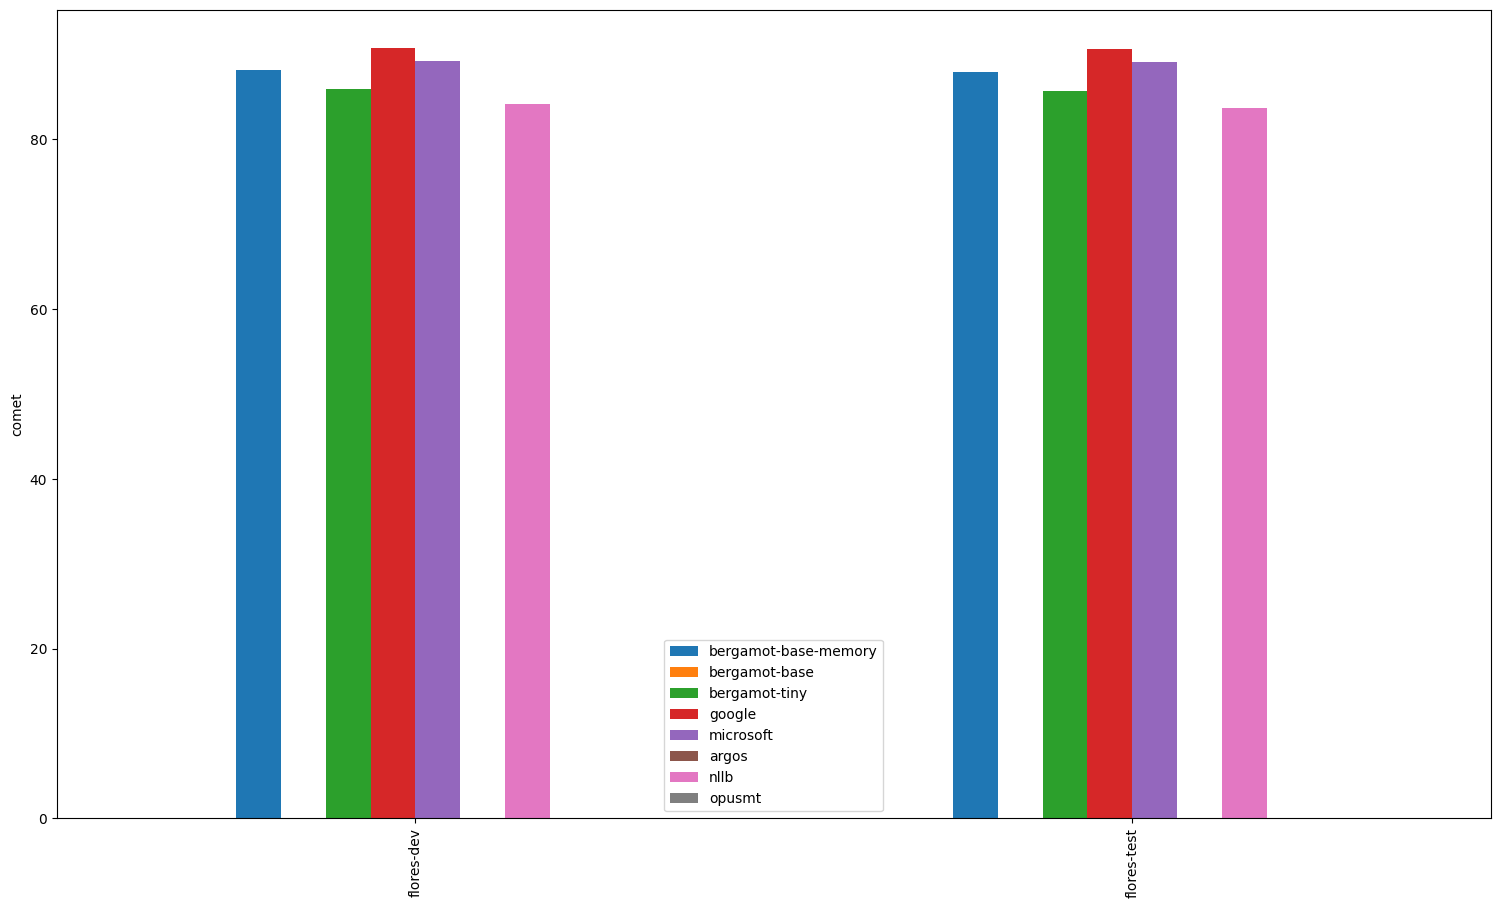 comet
80
60
40
20
0
bergamot-base-memory
bergamot-base
bergamot-tiny
google
microsoft
argos
nllb
opusmt
flores-dev
flores-test